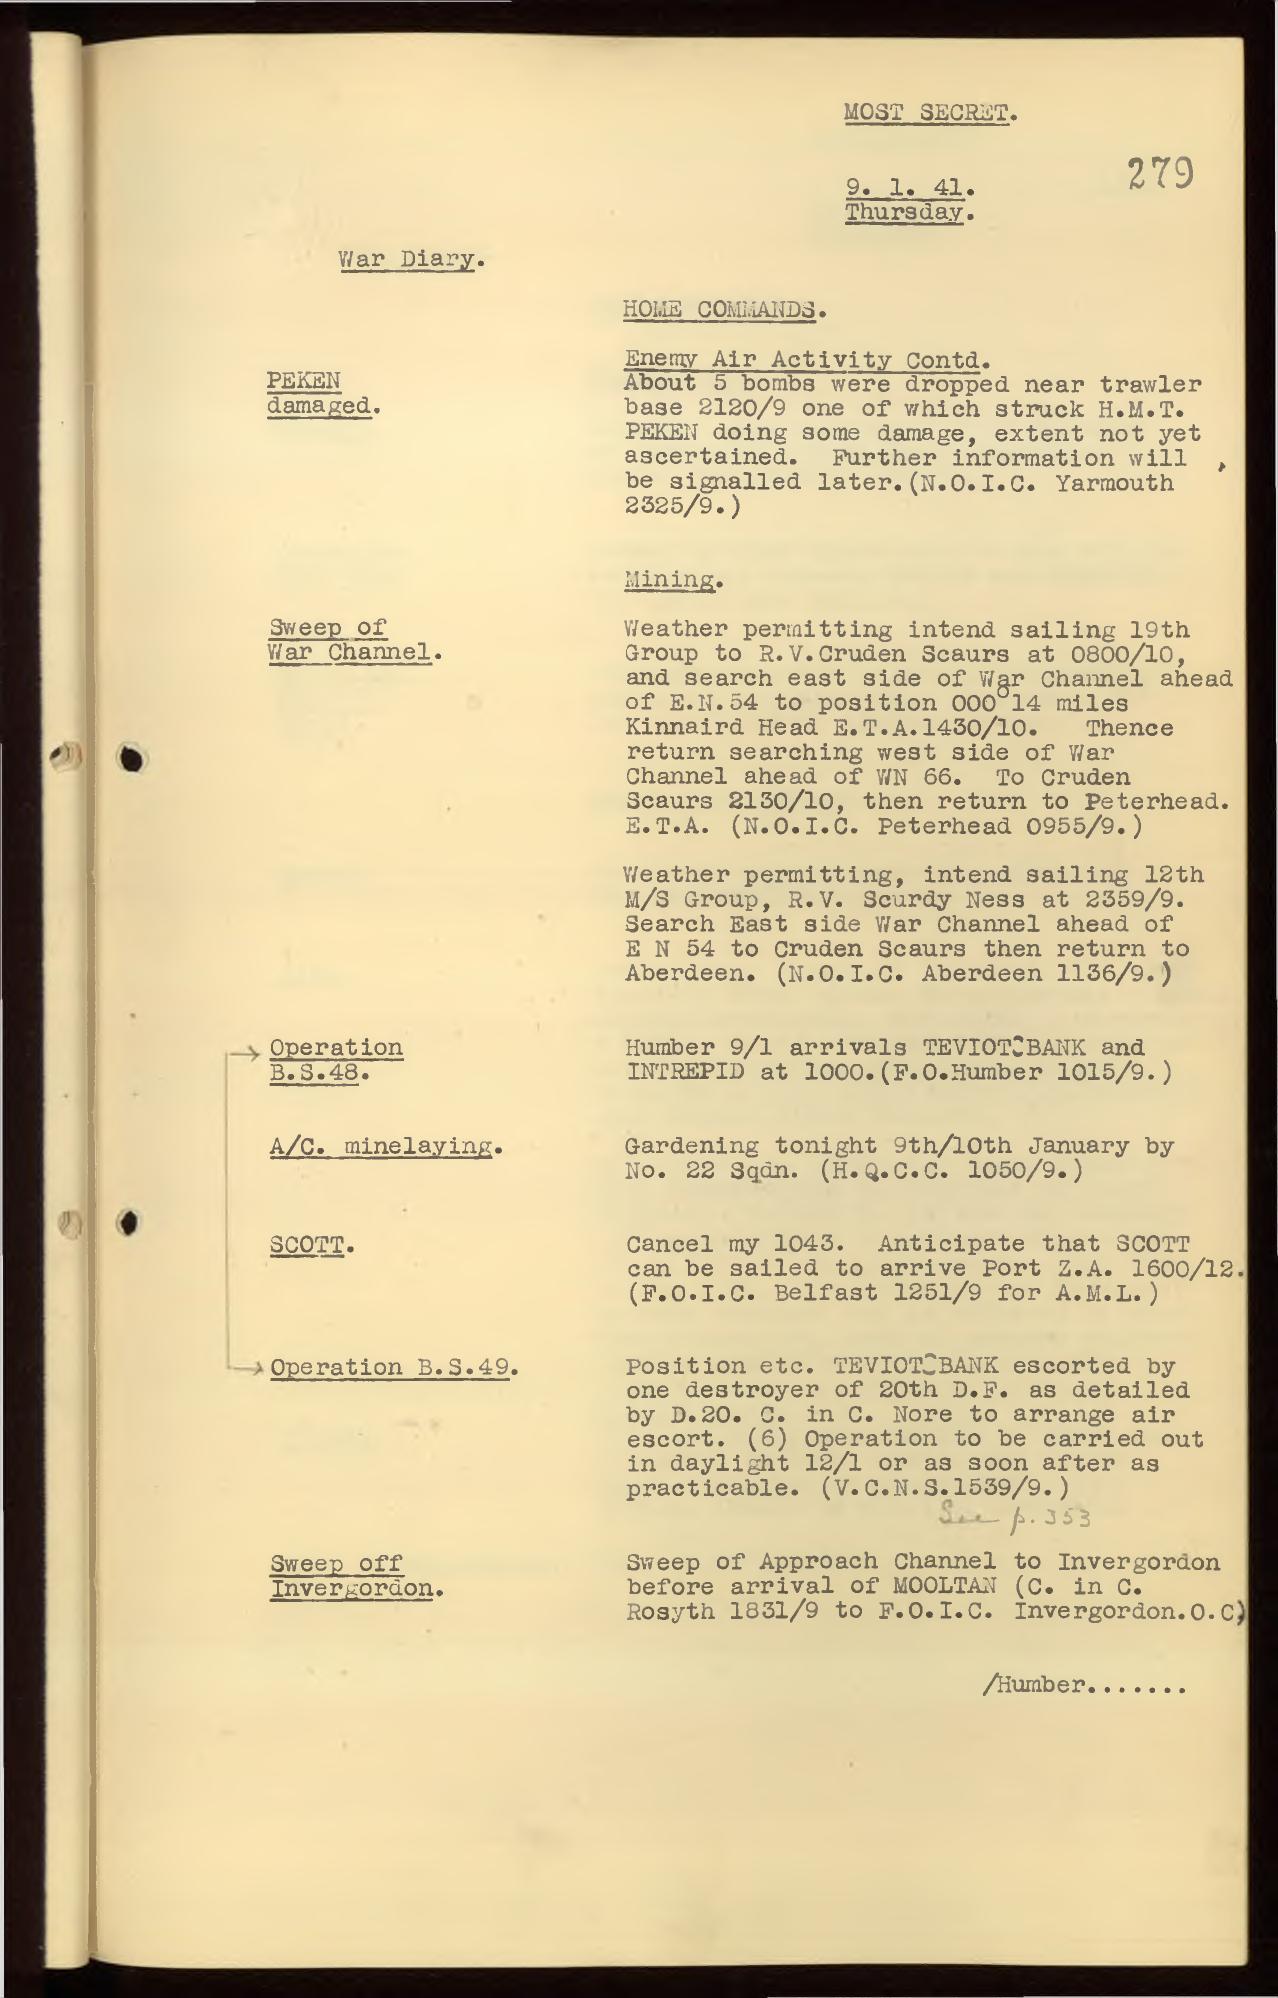 MOST SECRET.
279
9. 1. 41.
Thursday.
War Diary.
HOME COMMANDS.
Enemy Air Activity Contd.
PEKEN
damaged.
About 5 bombs were dropped near trawler
base 2120/9 one of which struck H.M.T.
PEKEN doing some damage, extent not yet
ascertained. Further information will ,
be signalled later.(N.O.I.C. Yarmouth
2325/9.)
Mining.
Sweep of
War Channel.
Weather permitting intend sailing 19th
Group to R.V.Cruden Scaurs at 0800/10,
and search east side of War Channel ahead
of E.N.54 to position 000°14 miles
Kinnaird Head E.T.A.1430/10. Thence
return searching west side of War
Channel ahead of WN 66. To Cruden
Scaurs 2130/10, then return to Peterhead.
E.T.A. (N.O.I.C. Peterhead 0955/9.)
Weather permitting, intend sailing 12th
M/S Group, R.V. Scurdy Ness at 2359/9.
Search East side War Channel ahead of
E N 54 to Cruden Scaurs then return to
Aberdeen. (N.O.I.C. Aberdeen 1136/9.)
Operation
B.S.48.
Humber 9/1 arrivals TEVIOTBANK and
INTREPID at 1000.(F.O.Humber 1015/9.)
A/C. minelaying.
Gardening tonight 9th/10th January by
No. 22 Sqdn. (H.Q.C.C. 1050/9.)
SCOTT.
Cancel my 1043. Anticipate that SCOTT
can be sailed to arrive Port Z.A. 1600/12.
(F.O.I.C. Belfast 1251/9 for A.M.L.)
Operation B.S.49.
Position etc. TEVIOTBANK escorted by
one destroyer of 20th D.F. as detailed
by D.20. C. in C. Nore to arrange air
escort. (6) Operation to be carried out
in daylight 12/1 or as soon after as
practicable. (V.C.N.S.1539/9.)
See p. 353
Sweep off
Invergordon.
Sweep of Approach Channel to Invergordon
before arrival of MOOLTAN (C. in C.
Rosyth 1831/9 to F.O.I.C. Invergordon.O.C)
/Humber.......